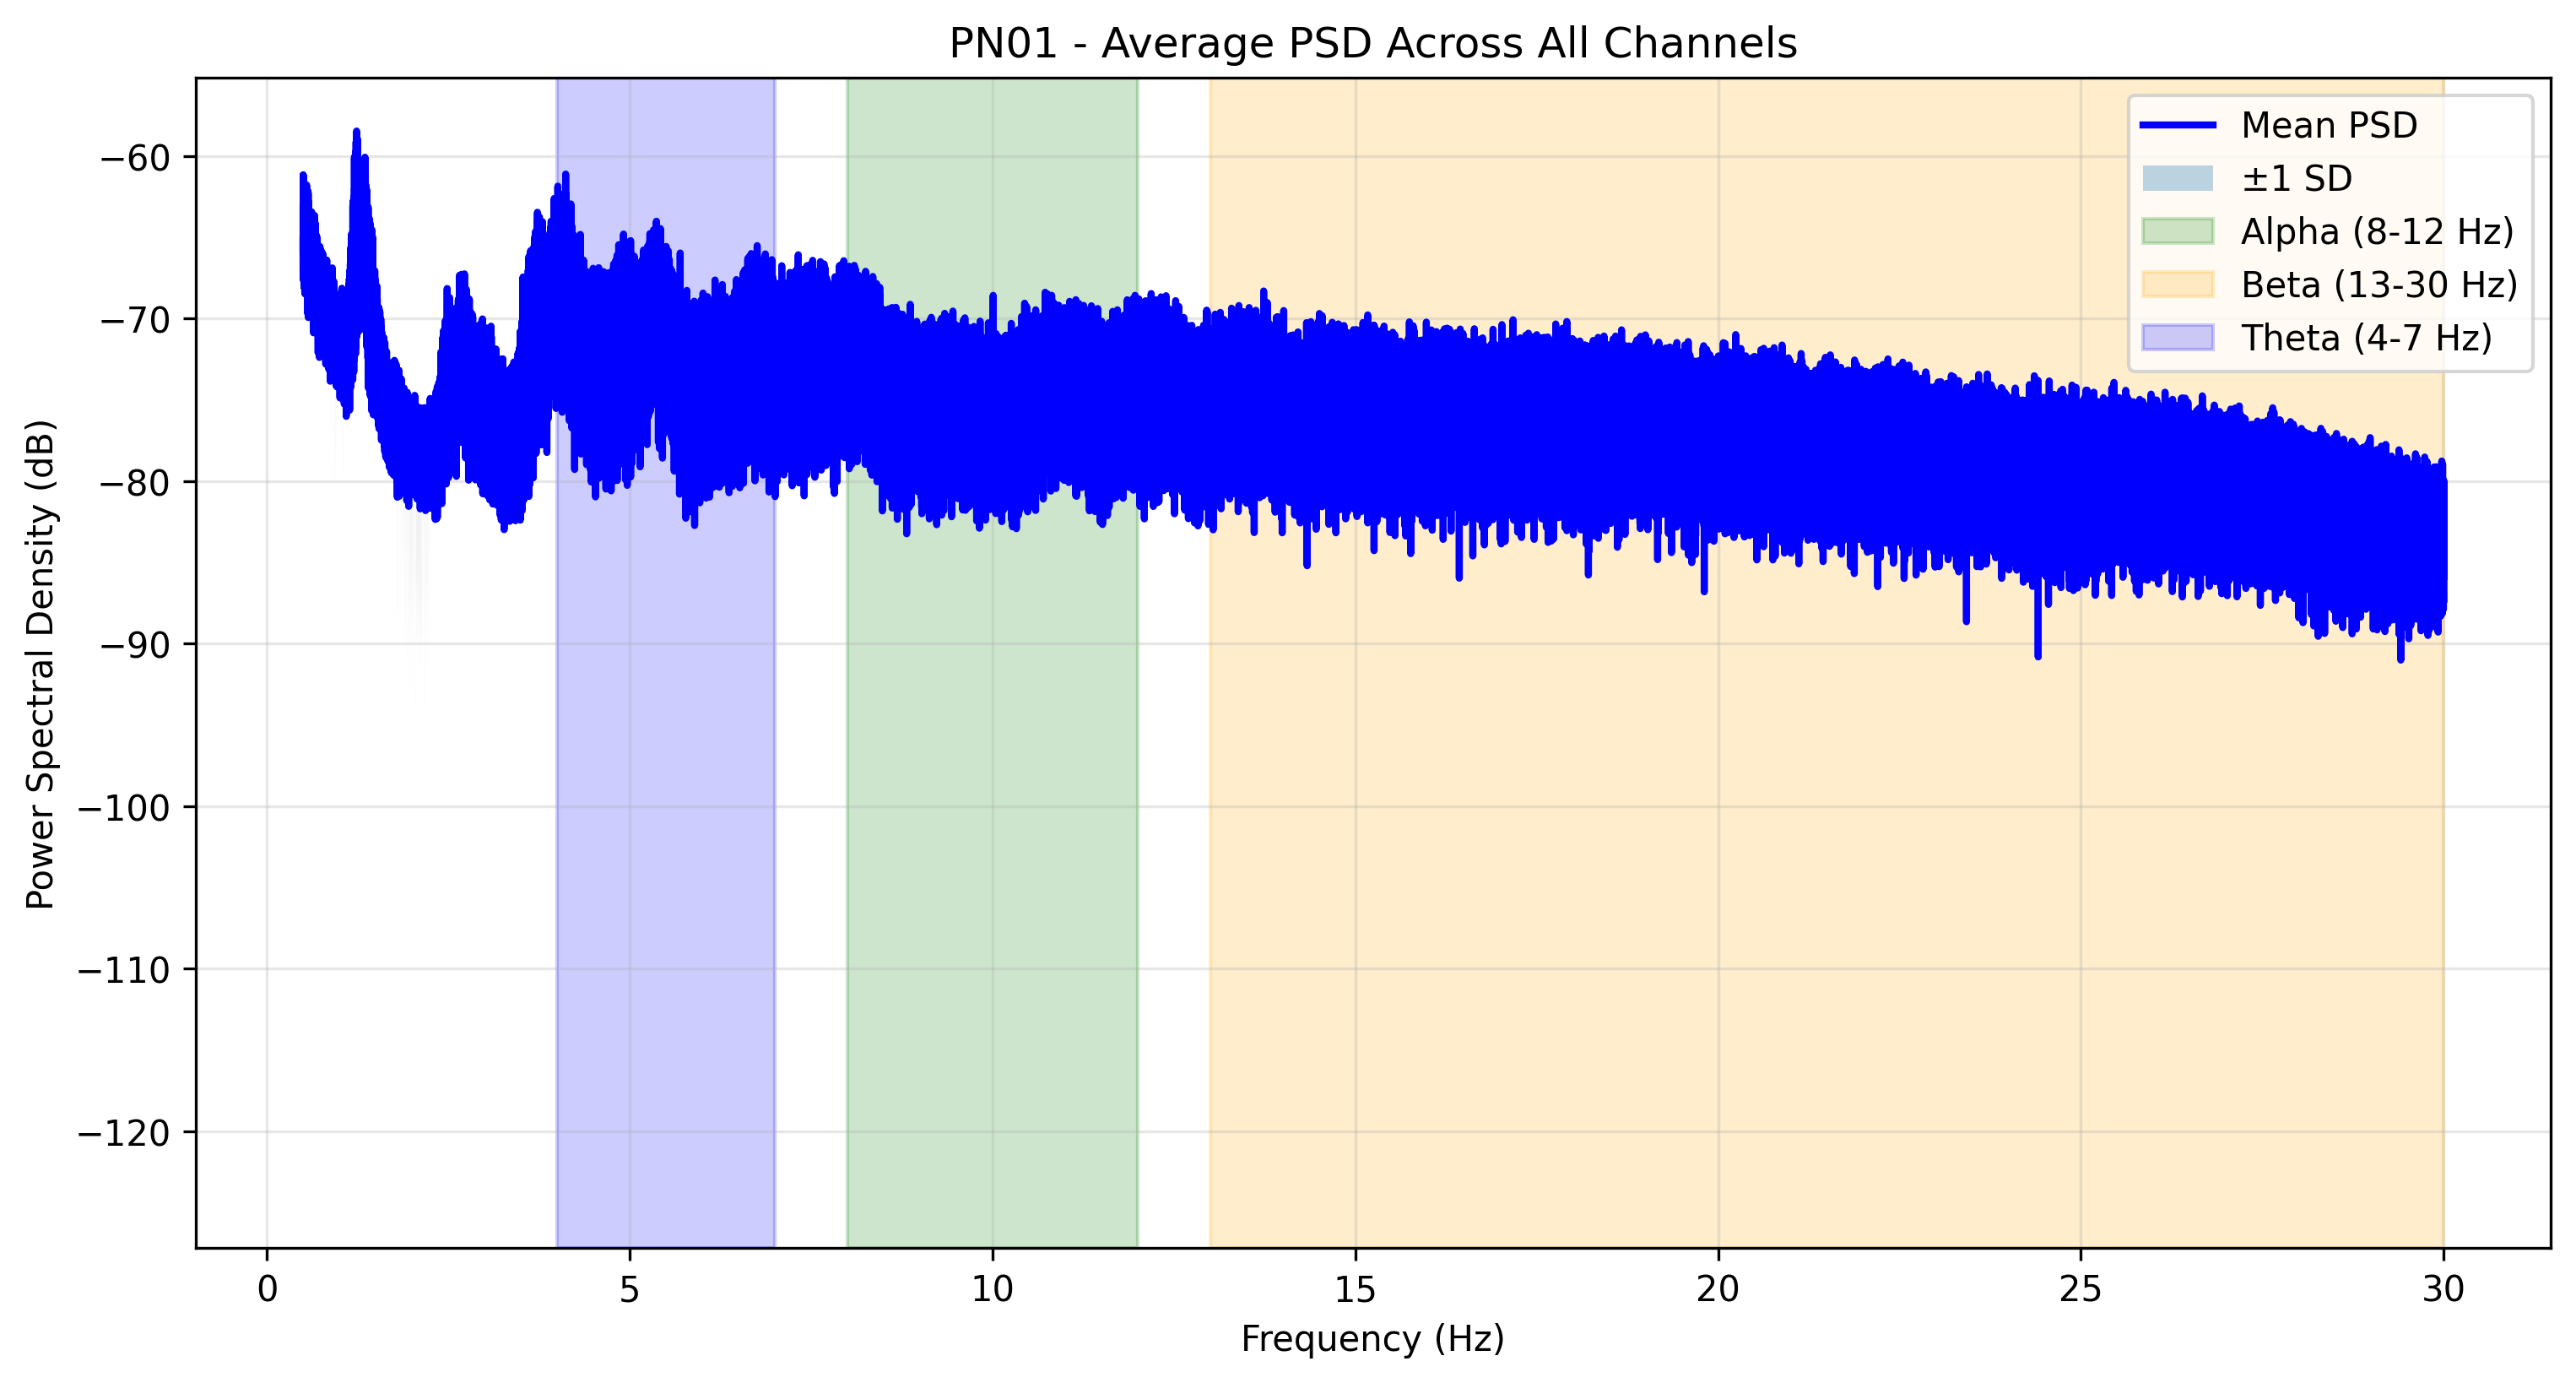 PN01 - Average PSD Across All Channels
Power Spectral Density (dB)
−60
−70
−80
−90
−100
−110
−120
Mean PSD
±1 SD
Alpha (8-12 Hz)
Beta (13-30 Hz)
Theta (4-7 Hz)
0 5 10 15 20 25 30
Frequency (Hz)